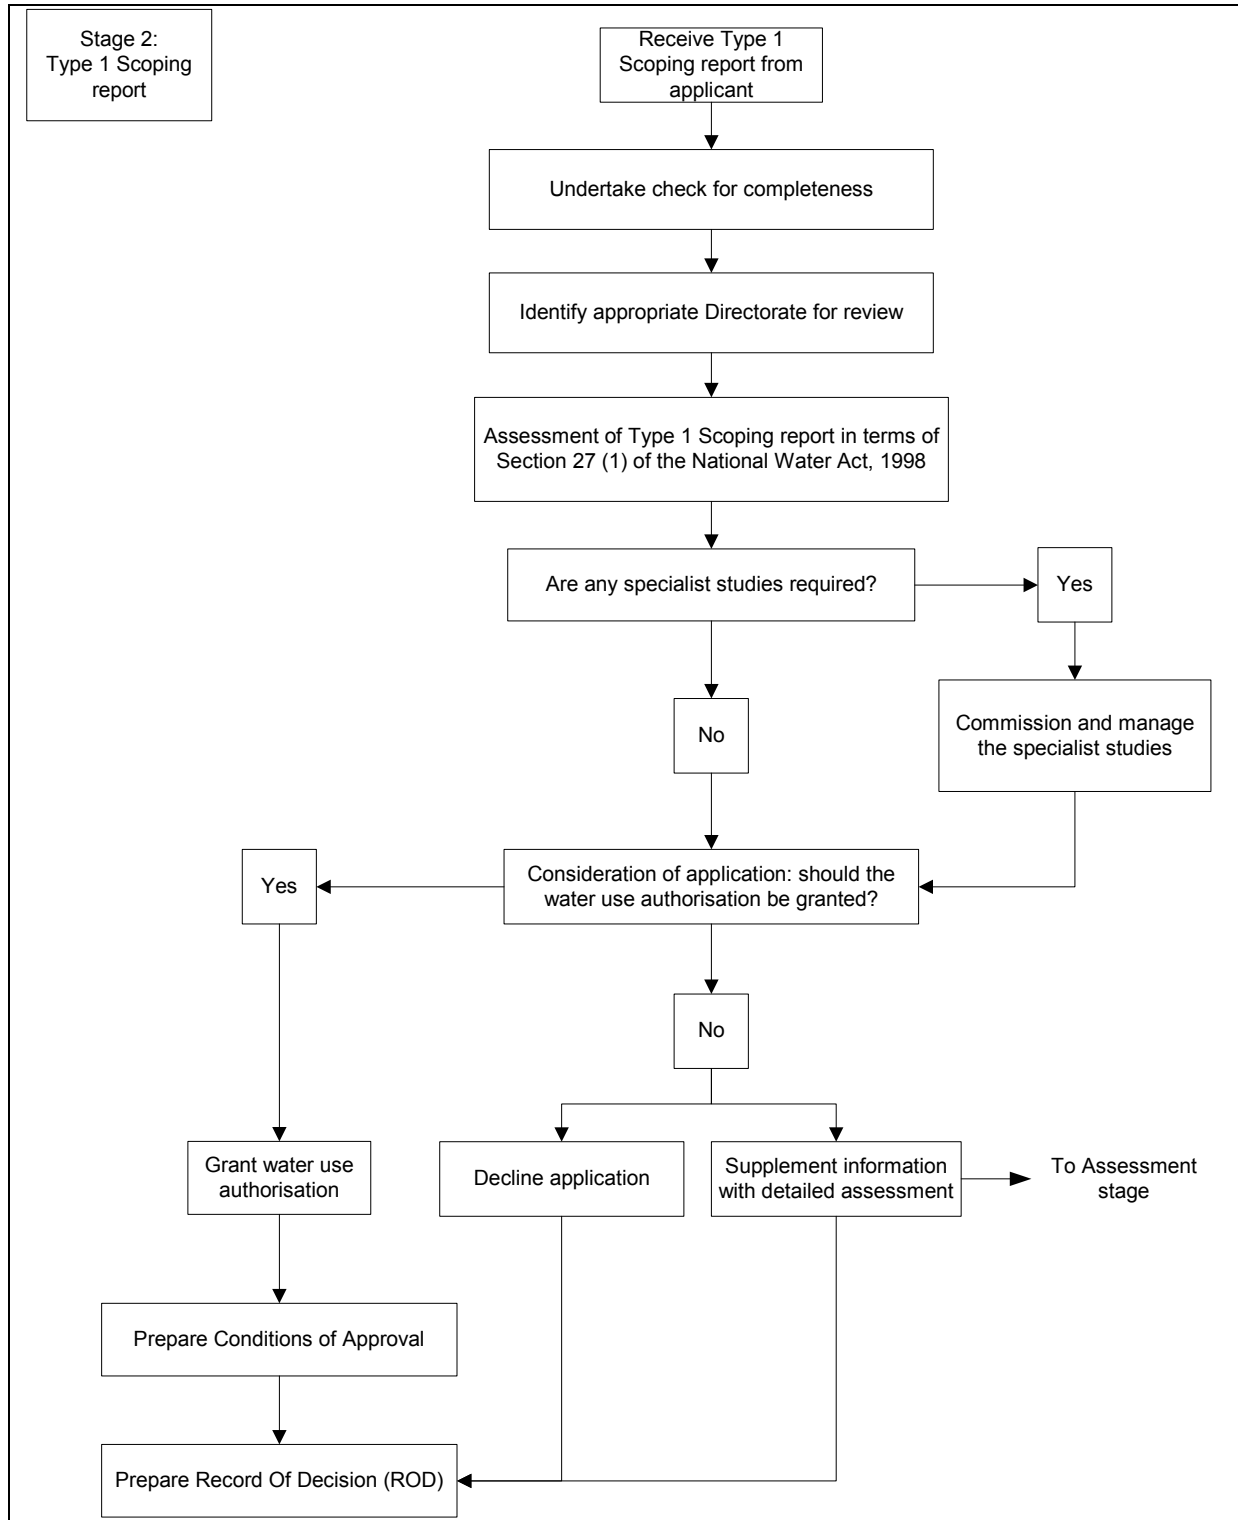 Stage 2:
Type 1 Scoping
report
Receive Type 1
Scoping report from
applicant
Undertake check for completeness
Identify appropriate Directorate for review
Assessment of Type 1 Scoping report in terms of
Section 27 (1) of the National Water Act, 1998
Are any specialist studies required?
Yes
No
Commission and manage
the specialist studies
Yes
Consideration of application: should the
water use authorisation be granted?
No
Grant water use
authorisation
Decline application
Supplement information
with detailed assessment
To Assessment
stage
Prepare Conditions of Approval
Prepare Record Of Decision (ROD)